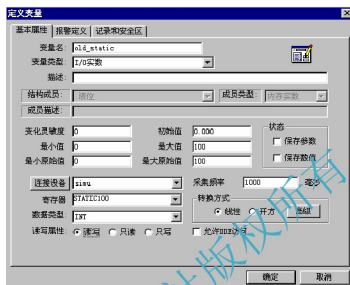 定义变量
基本属性 报警定义 记录和安全区
变量名: old_static
变量类型: I/O实数
描述:
结构成员: 液位 成员类型: 内存实数
成员描述:
变化灵敏度 0 初始值 0.000 状态
最小值 0 最大值 100 保存参数
最小原始值 0 最大原始值 100 保存数值
连接设备 simu 采集频率 1000 毫秒
寄存器 STATIC100 转换方式
数据类型: INT 线性 开方 高级
读写属性: 读写 只读 只写 允许DDE访问
确定 取消